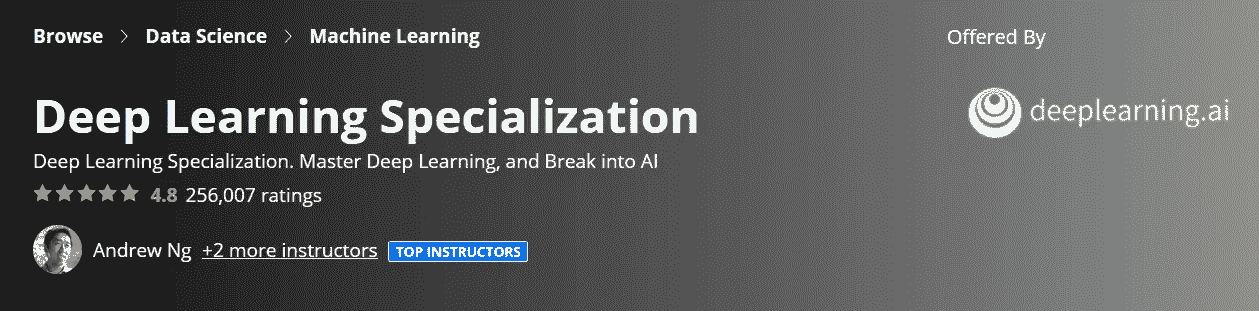 Browse > Data Science > Machine Learning
Offered By
Deep Learning Specialization
deeplearning.ai
Deep Learning Specialization. Master Deep Learning, and Break into AI
4.8 256,007 ratings
Andrew Ng +2 more instructors TOP INSTRUCTORS